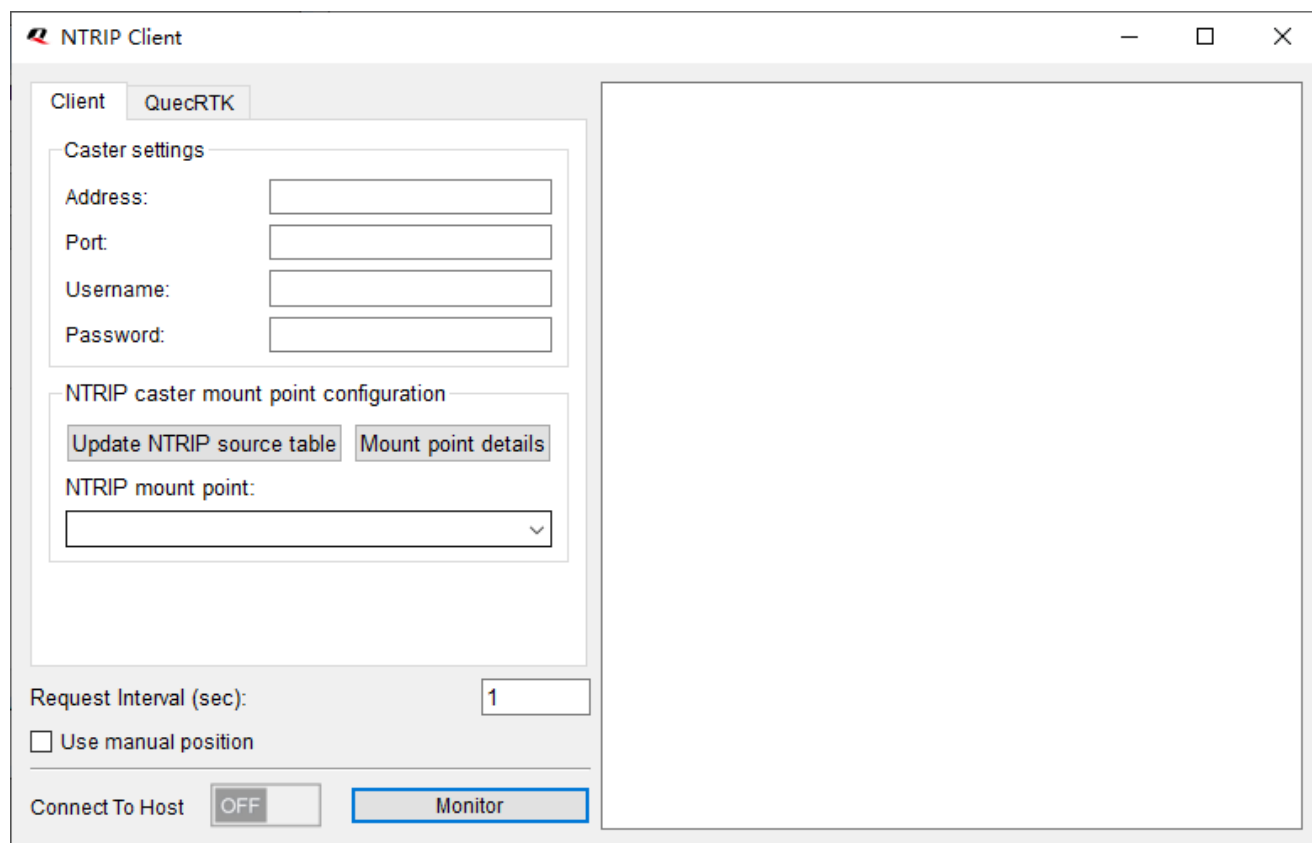 NTRIP Client
Client QuecRTK
Caster settings
Address:
Port:
Username:
Password:
NTRIP caster mount point configuration
Update NTRIP source table Mount point details
NTRIP mount point:
Request Interval (sec): 1
Use manual position
Connect To Host OFF Monitor